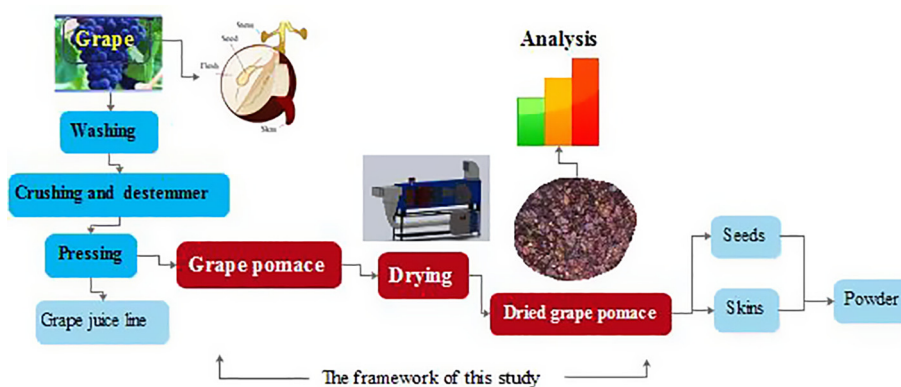 Grape
Stem
Seed
Flesh
Skin
Analysis
Washing
Crushing and destemmer
Pressing
Grape pomace
Drying
Dried grape pomace
Seeds
Skins
Powder
Grape juice line
The framework of this study